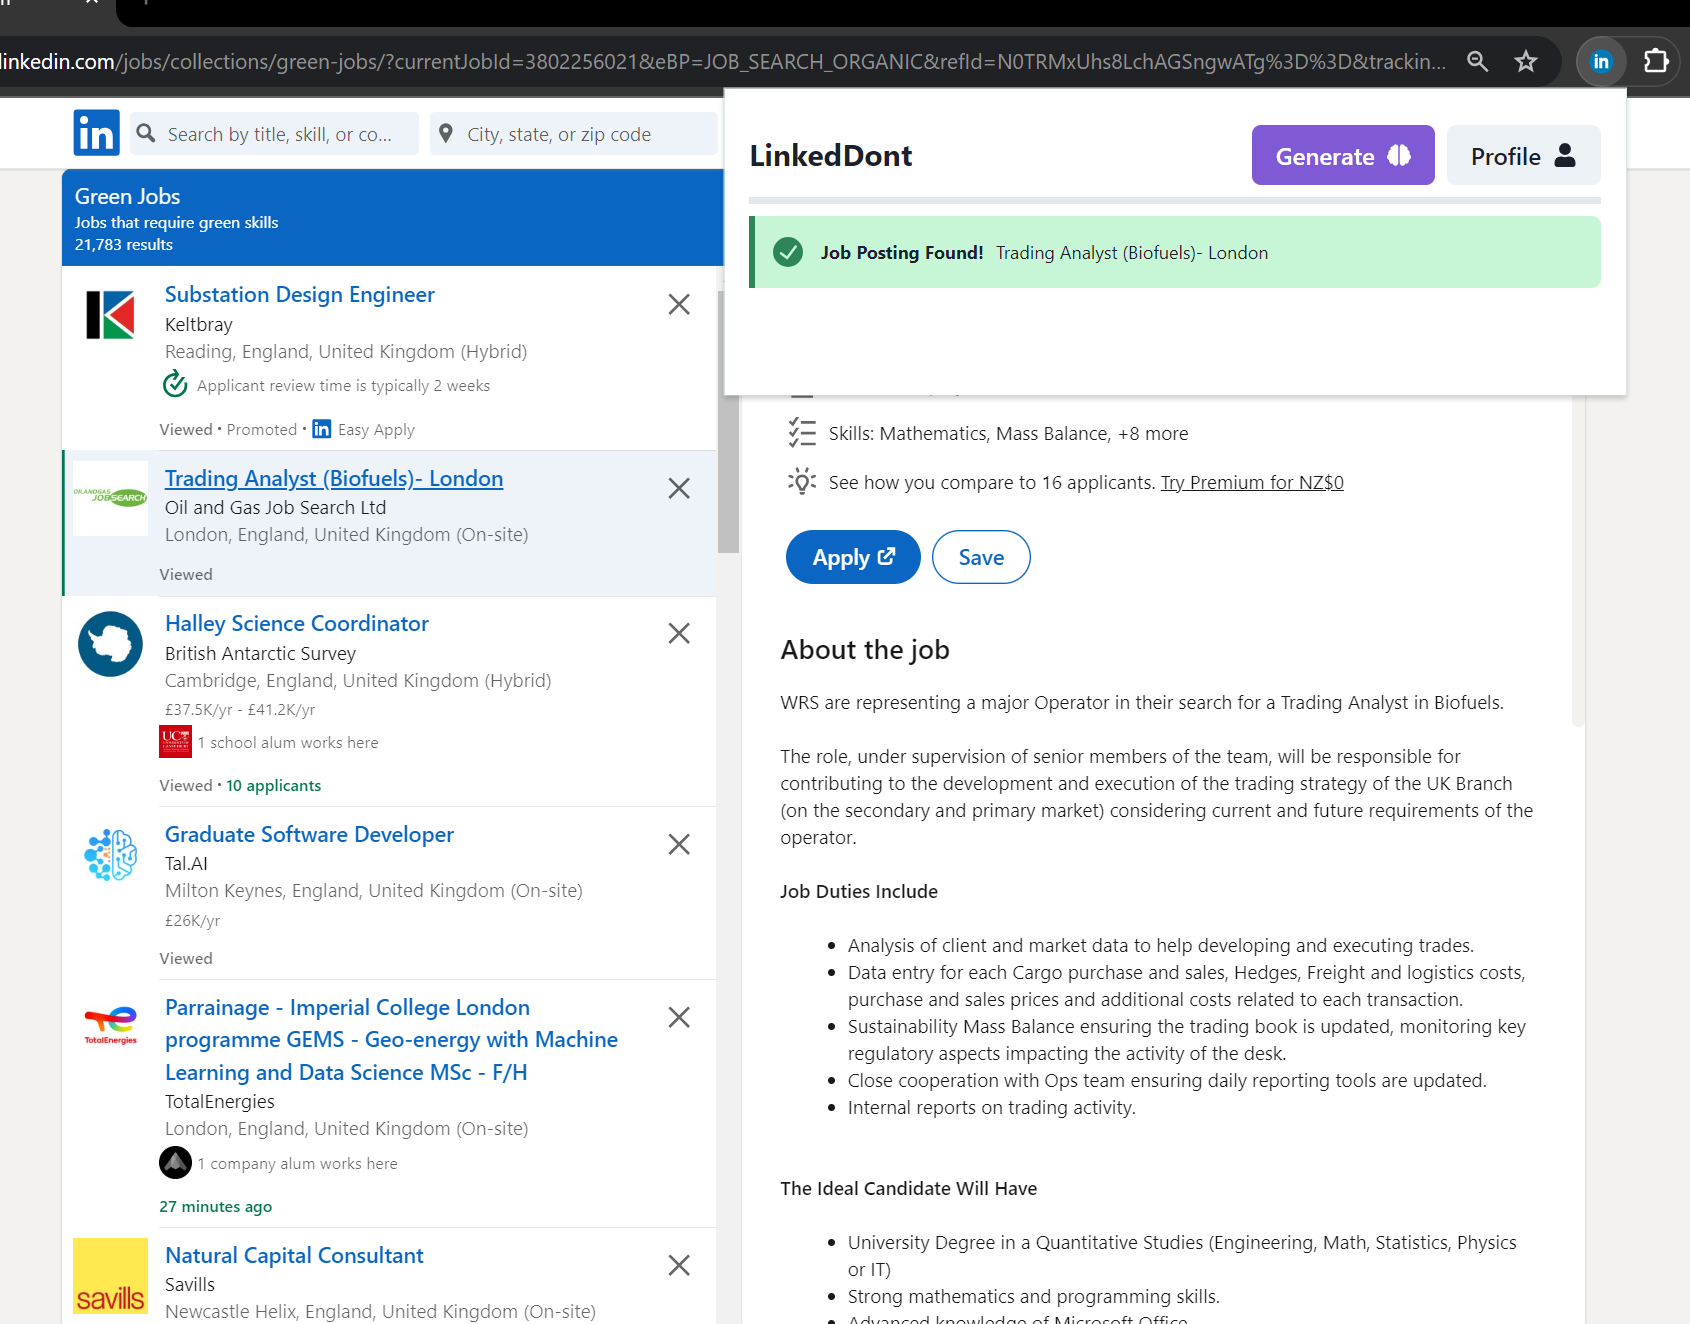 linkedin.com/jobs/collections/green-jobs/?currentJobId=3802256021&eBP=JOB_SEARCH_ORGANIC&refId=N0TRMxUhs8LchAGSngwATg%3D%3D&trackin...
in
in
Search by title, skill, or co...
City, state, or zip code
LinkedDont
Generate
Profile
Job Posting Found! Trading Analyst (Biofuels)- London
Green Jobs
Jobs that require green skills
21,783 results
Substation Design Engineer
Keltbray
Reading, England, United Kingdom (Hybrid)
Applicant review time is typically 2 weeks
Viewed • Promoted • in Easy Apply
OILANDGAS
JOBSEARCH
Trading Analyst (Biofuels)- London
Oil and Gas Job Search Ltd
London, England, United Kingdom (On-site)
Viewed
Halley Science Coordinator
British Antarctic Survey
Cambridge, England, United Kingdom (Hybrid)
£37.5K/yr - £41.2K/yr
UC
1 school alum works here
Viewed • 10 applicants
Graduate Software Developer
Tal.AI
Milton Keynes, England, United Kingdom (On-site)
£26K/yr
Viewed
TotalEnergies
Parrainage - Imperial College London
programme GEMS - Geo-energy with Machine
Learning and Data Science MSc - F/H
TotalEnergies
London, England, United Kingdom (On-site)
1 company alum works here
27 minutes ago
savills
Natural Capital Consultant
Savills
Newcastle Helix, England, United Kingdom (On-site)
Skills: Mathematics, Mass Balance, +8 more
See how you compare to 16 applicants. Try Premium for NZ$0
Apply
Save
About the job
WRS are representing a major Operator in their search for a Trading Analyst in Biofuels.
The role, under supervision of senior members of the team, will be responsible for
contributing to the development and execution of the trading strategy of the UK Branch
(on the secondary and primary market) considering current and future requirements of the
operator.
Job Duties Include
• Analysis of client and market data to help developing and executing trades.
• Data entry for each Cargo purchase and sales, Hedges, Freight and logistics costs,
purchase and sales prices and additional costs related to each transaction.
• Sustainability Mass Balance ensuring the trading book is updated, monitoring key
regulatory aspects impacting the activity of the desk.
• Close cooperation with Ops team ensuring daily reporting tools are updated.
• Internal reports on trading activity.
The Ideal Candidate Will Have
• University Degree in a Quantitative Studies (Engineering, Math, Statistics, Physics
or IT)
• Strong mathematics and programming skills.
• Advanced knowledge of Microsoft Office